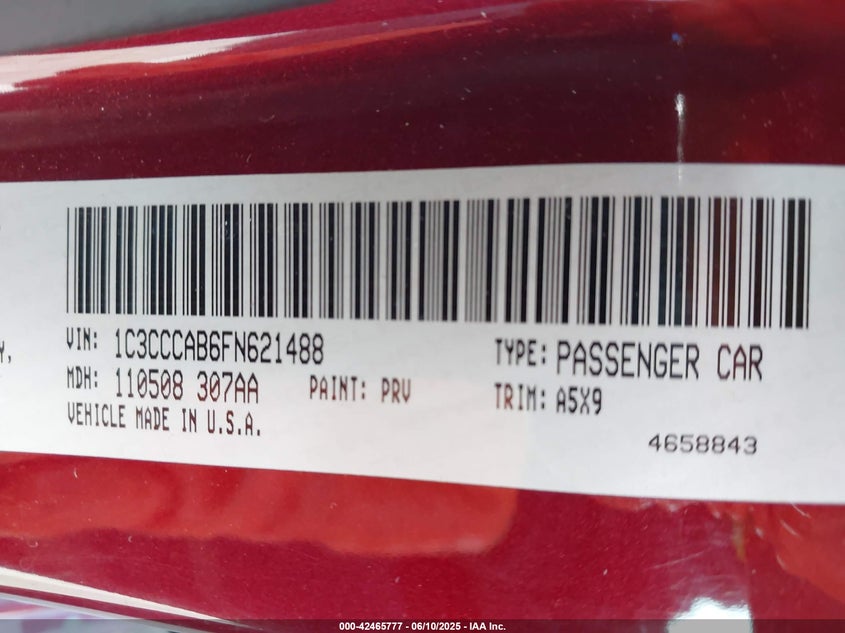 Y,
VIN: 1C3CCCAB6FN621488 TYPE: PASSENGER CAR
MDH: 110508 307AA PAINT: PRV TRIM: A5X9
VEHICLE MADE IN U.S.A.
4658843
000-42465777 - 06/10/2025 - IAA Inc.